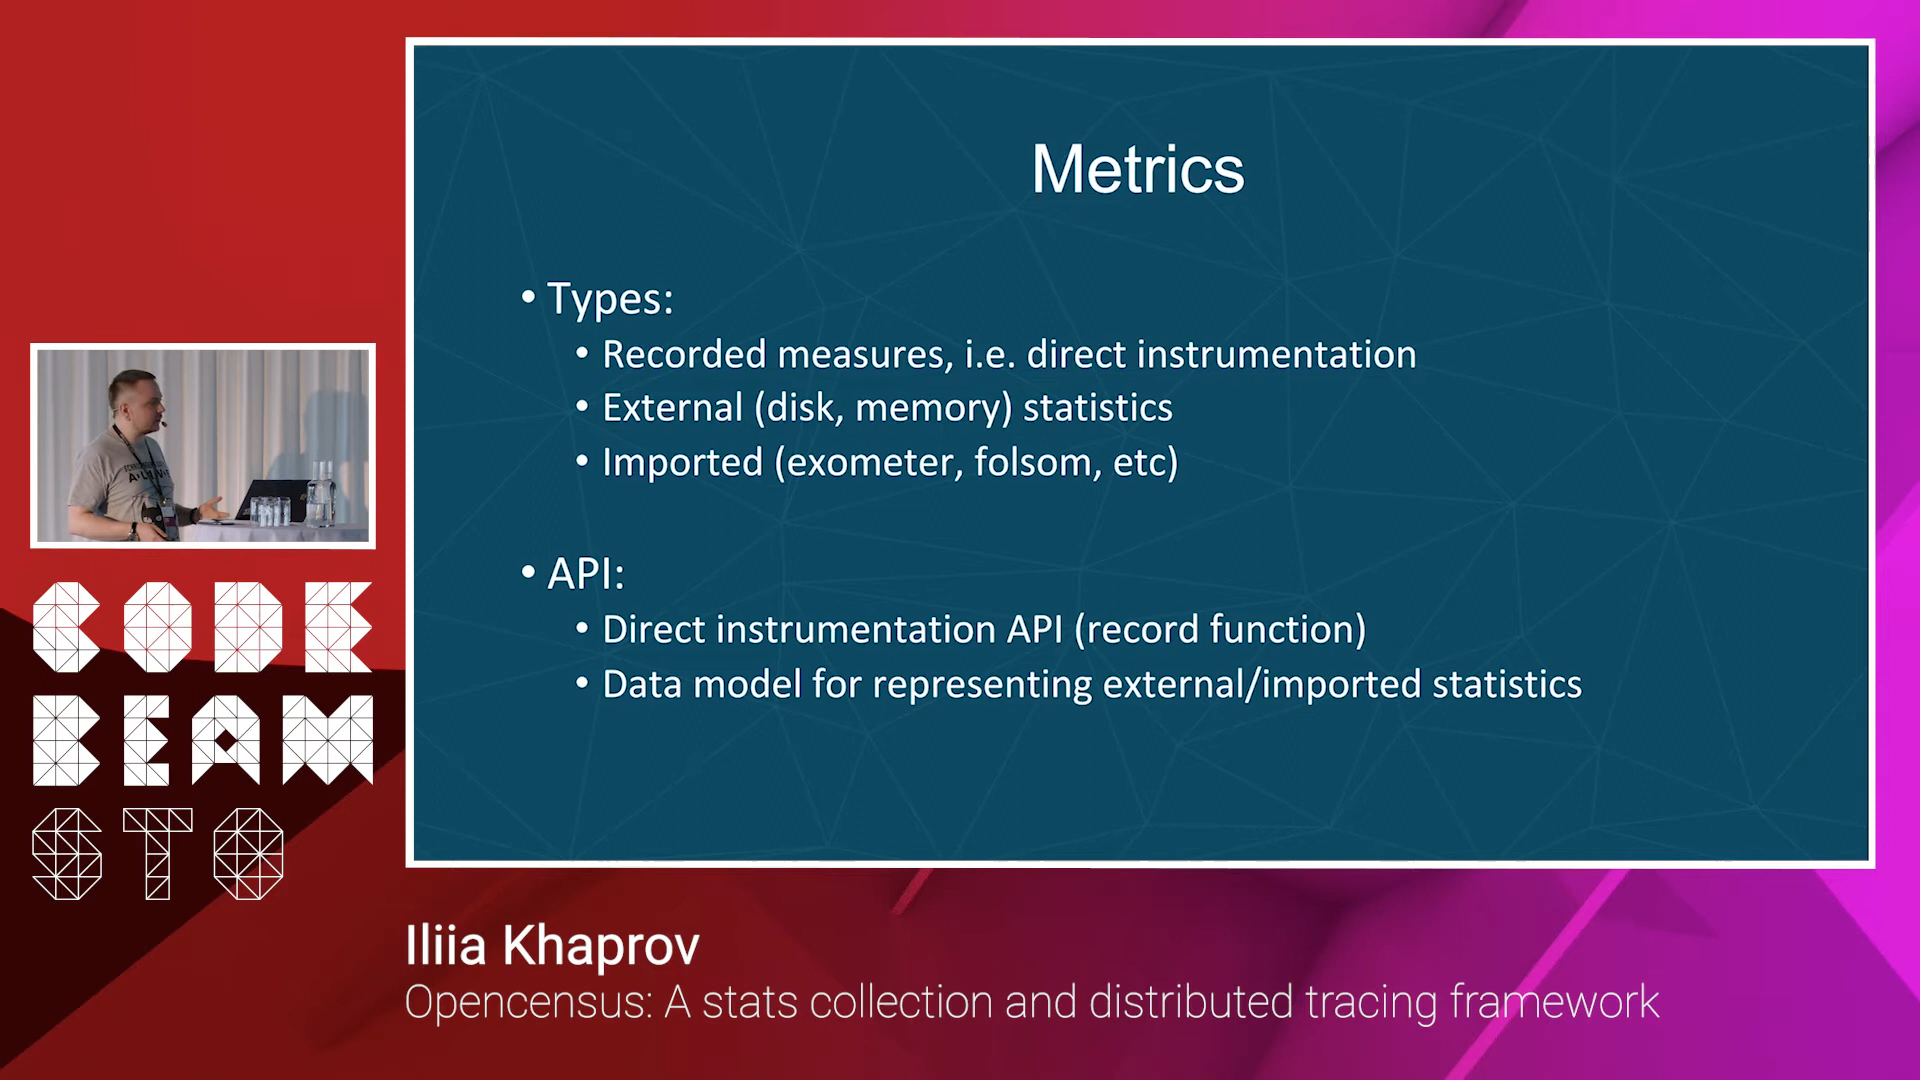 Metrics
• Types:
• Recorded measures, i.e. direct instrumentation
• External (disk, memory) statistics
• Imported (exometer, folsom, etc)
• API:
• Direct instrumentation API (record function)
• Data model for representing external/imported statistics
CODE
BEAM
STO
Iliia Khaprov
Opencensus: A stats collection and distributed tracing framework